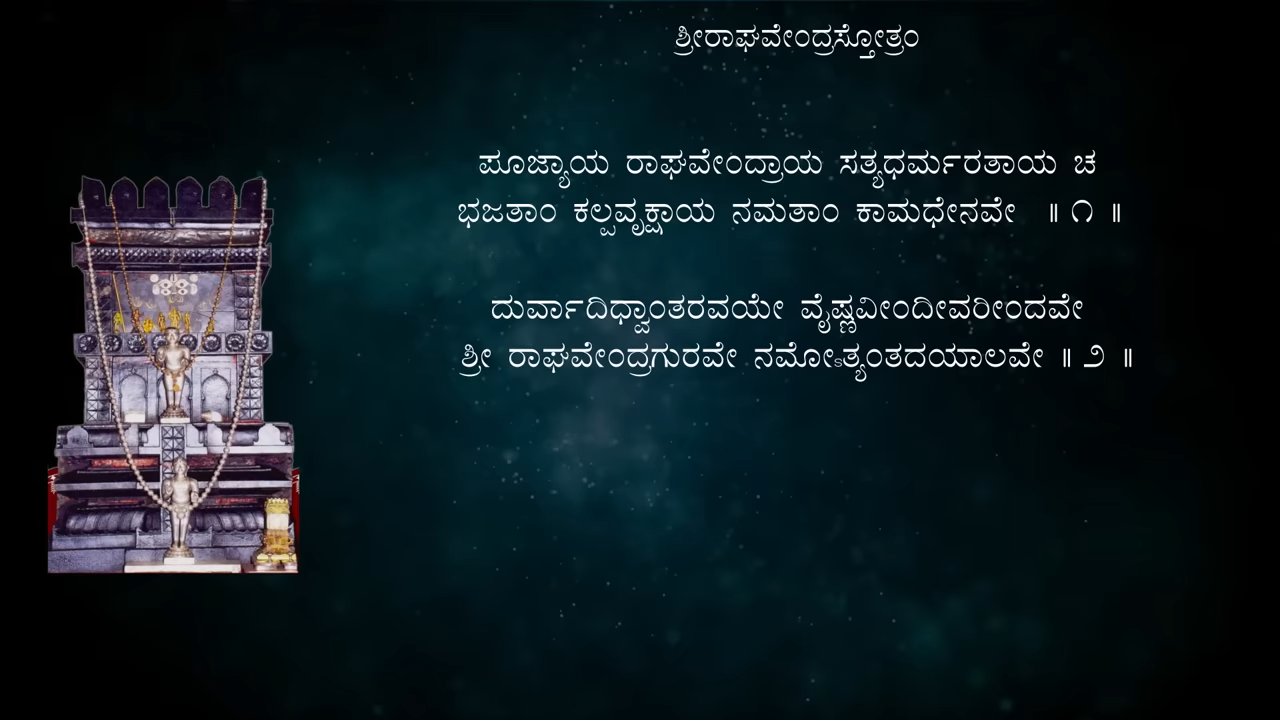 ಶ್ರೀರಾಘವೇಂದ್ರಸ್ತೋತ್ರಂ
ಪೂಜ್ಯಾಯ ರಾಘವೇಂದ್ರಾಯ ಸತ್ಯಧರ್ಮರತಾಯ ಚ
ಭಜತಾಂ ಕಲ್ಪವೃಕ್ಷಾಯ ನಮತಾಂ ಕಾಮಧೇನವೇ ॥ ೧ ॥
ದುರ್ವಾದಿಧ್ವಾಂತರವಯೇ ವೈಷ್ಣವೀಂದೀವರೀಂದವೇ
ಶ್ರೀ ರಾಘವೇಂದ್ರಗುರವೇ ನಮೋಽತ್ಯಂತದಯಾಲವೇ ॥ ೨ ॥